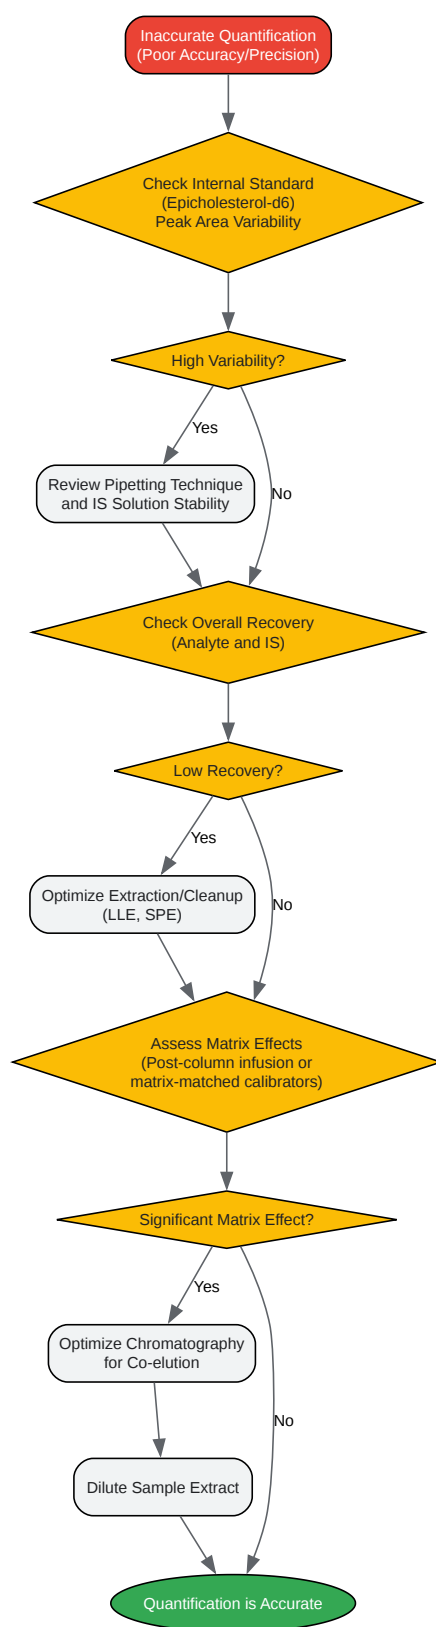 Inaccurate Quantification
(Poor Accuracy/Precision)
Check Internal Standard
(Epicholesterol-d6)
Peak Area Variability
High Variability?
Yes
Review Pipetting Technique
and IS Solution Stability
No
Check Overall Recovery
(Analyte and IS)
Low Recovery?
Yes
Optimize Extraction/Cleanup
(LLE, SPE)
No
Assess Matrix Effects
(Post-column infusion or
matrix-matched calibrators)
Significant Matrix Effect?
Yes
Optimize Chromatography
for Co-elution
No
Dilute Sample Extract
Quantification is Accurate